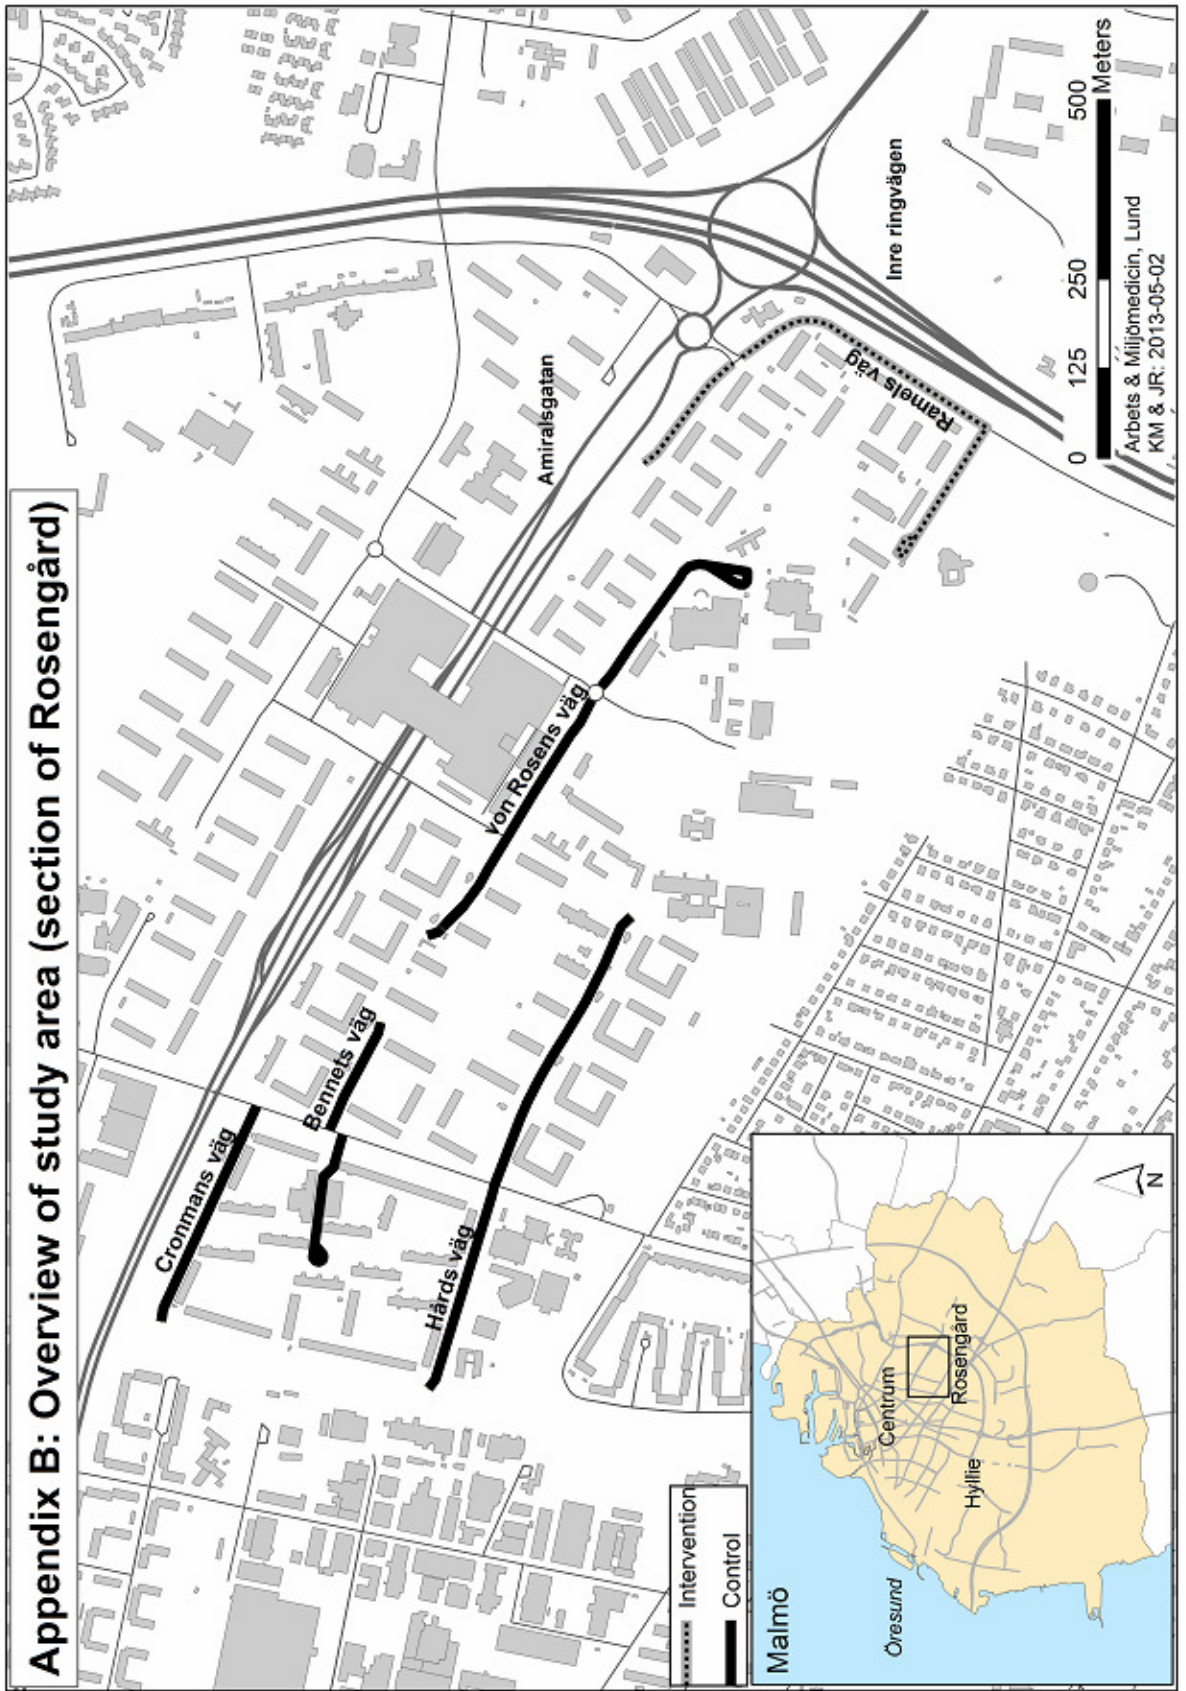 Appendix B: Overview of study area (section of Rosengård)
Cronmans väg
Bennets väg
Hårds väg
von Rosens väg
Amiralsgatan
Ramels väg
Inre ringvägen
Intervention
Control
Malmö
Öresund
Centrum
Rosengård
Hyllie
N
0 125 250 500
Meters
Arbets & Miljömedicin, Lund
KM & JR: 2013-05-02